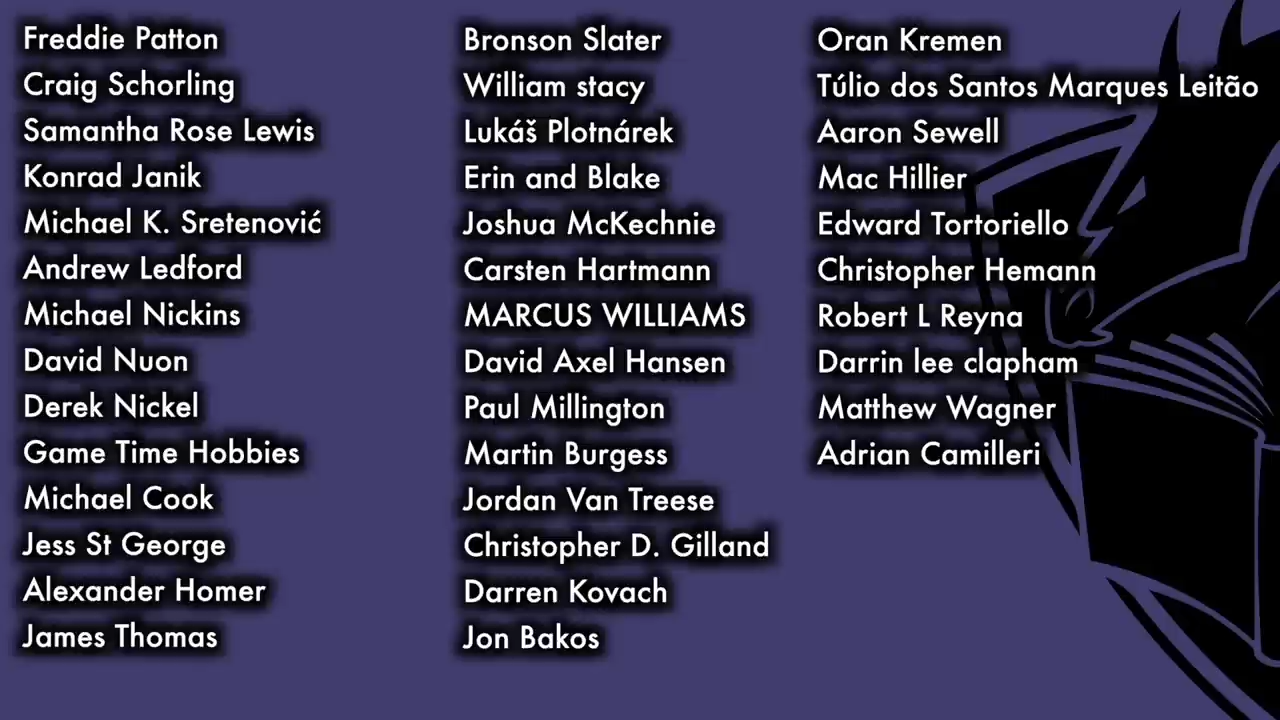 Freddie Patton
Craig Schorling
Samantha Rose Lewis
Konrad Janik
Michael K. Sretenović
Andrew Ledford
Michael Nickins
David Nuon
Derek Nickel
Game Time Hobbies
Michael Cook
Jess St George
Alexander Homer
James Thomas
Bronson Slater
William stacy
Lukáš Plotnárek
Erin and Blake
Joshua McKechnie
Carsten Hartmann
MARCUS WILLIAMS
David Axel Hansen
Paul Millington
Martin Burgess
Jordan Van Treese
Christopher D. Gilland
Darren Kovach
Jon Bakos
Oran Kremen
Túlio dos Santos Marques Leitão
Aaron Sewell
Mac Hillier
Edward Tortoriello
Christopher Hemann
Robert L Reyna
Darrin lee clapham
Matthew Wagner
Adrian Camilleri